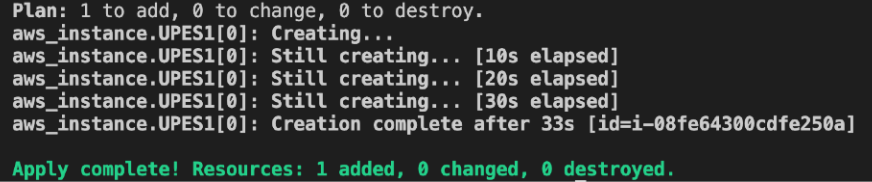 Plan: 1 to add, 0 to change, 0 to destroy.
aws_instance.UPES1[0]: Creating...
aws_instance.UPES1[0]: Still creating... [10s elapsed]
aws_instance.UPES1[0]: Still creating... [20s elapsed]
aws_instance.UPES1[0]: Still creating... [30s elapsed]
aws_instance.UPES1[0]: Creation complete after 33s [id=i-08fe64300cdfe250a]
Apply complete! Resources: 1 added, 0 changed, 0 destroyed.